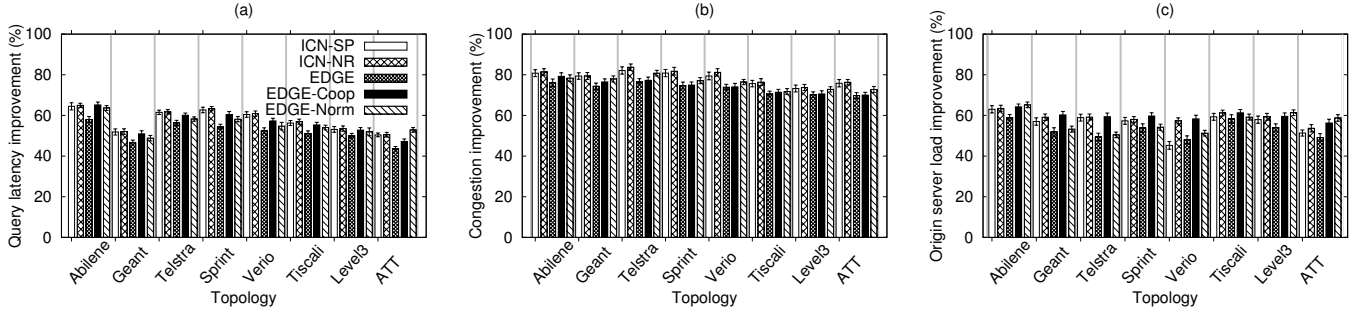 (a)
Query latency improvement (%)
100
80
60
40
20
0
ICN-SP
ICN-NR
EDGE
EDGE-Coop
EDGE-Norm
Abilene
Geant
Telstra
Sprint
Verio
Tiscali
Level3
ATT
Topology
(b)
Congestion improvement (%)
100
80
60
40
20
0
Abilene
Geant
Telstra
Sprint
Verio
Tiscali
Level3
ATT
Topology
(c)
Origin server load improvement (%)
100
80
60
40
20
0
Abilene
Geant
Telstra
Sprint
Verio
Tiscali
Level3
ATT
Topology